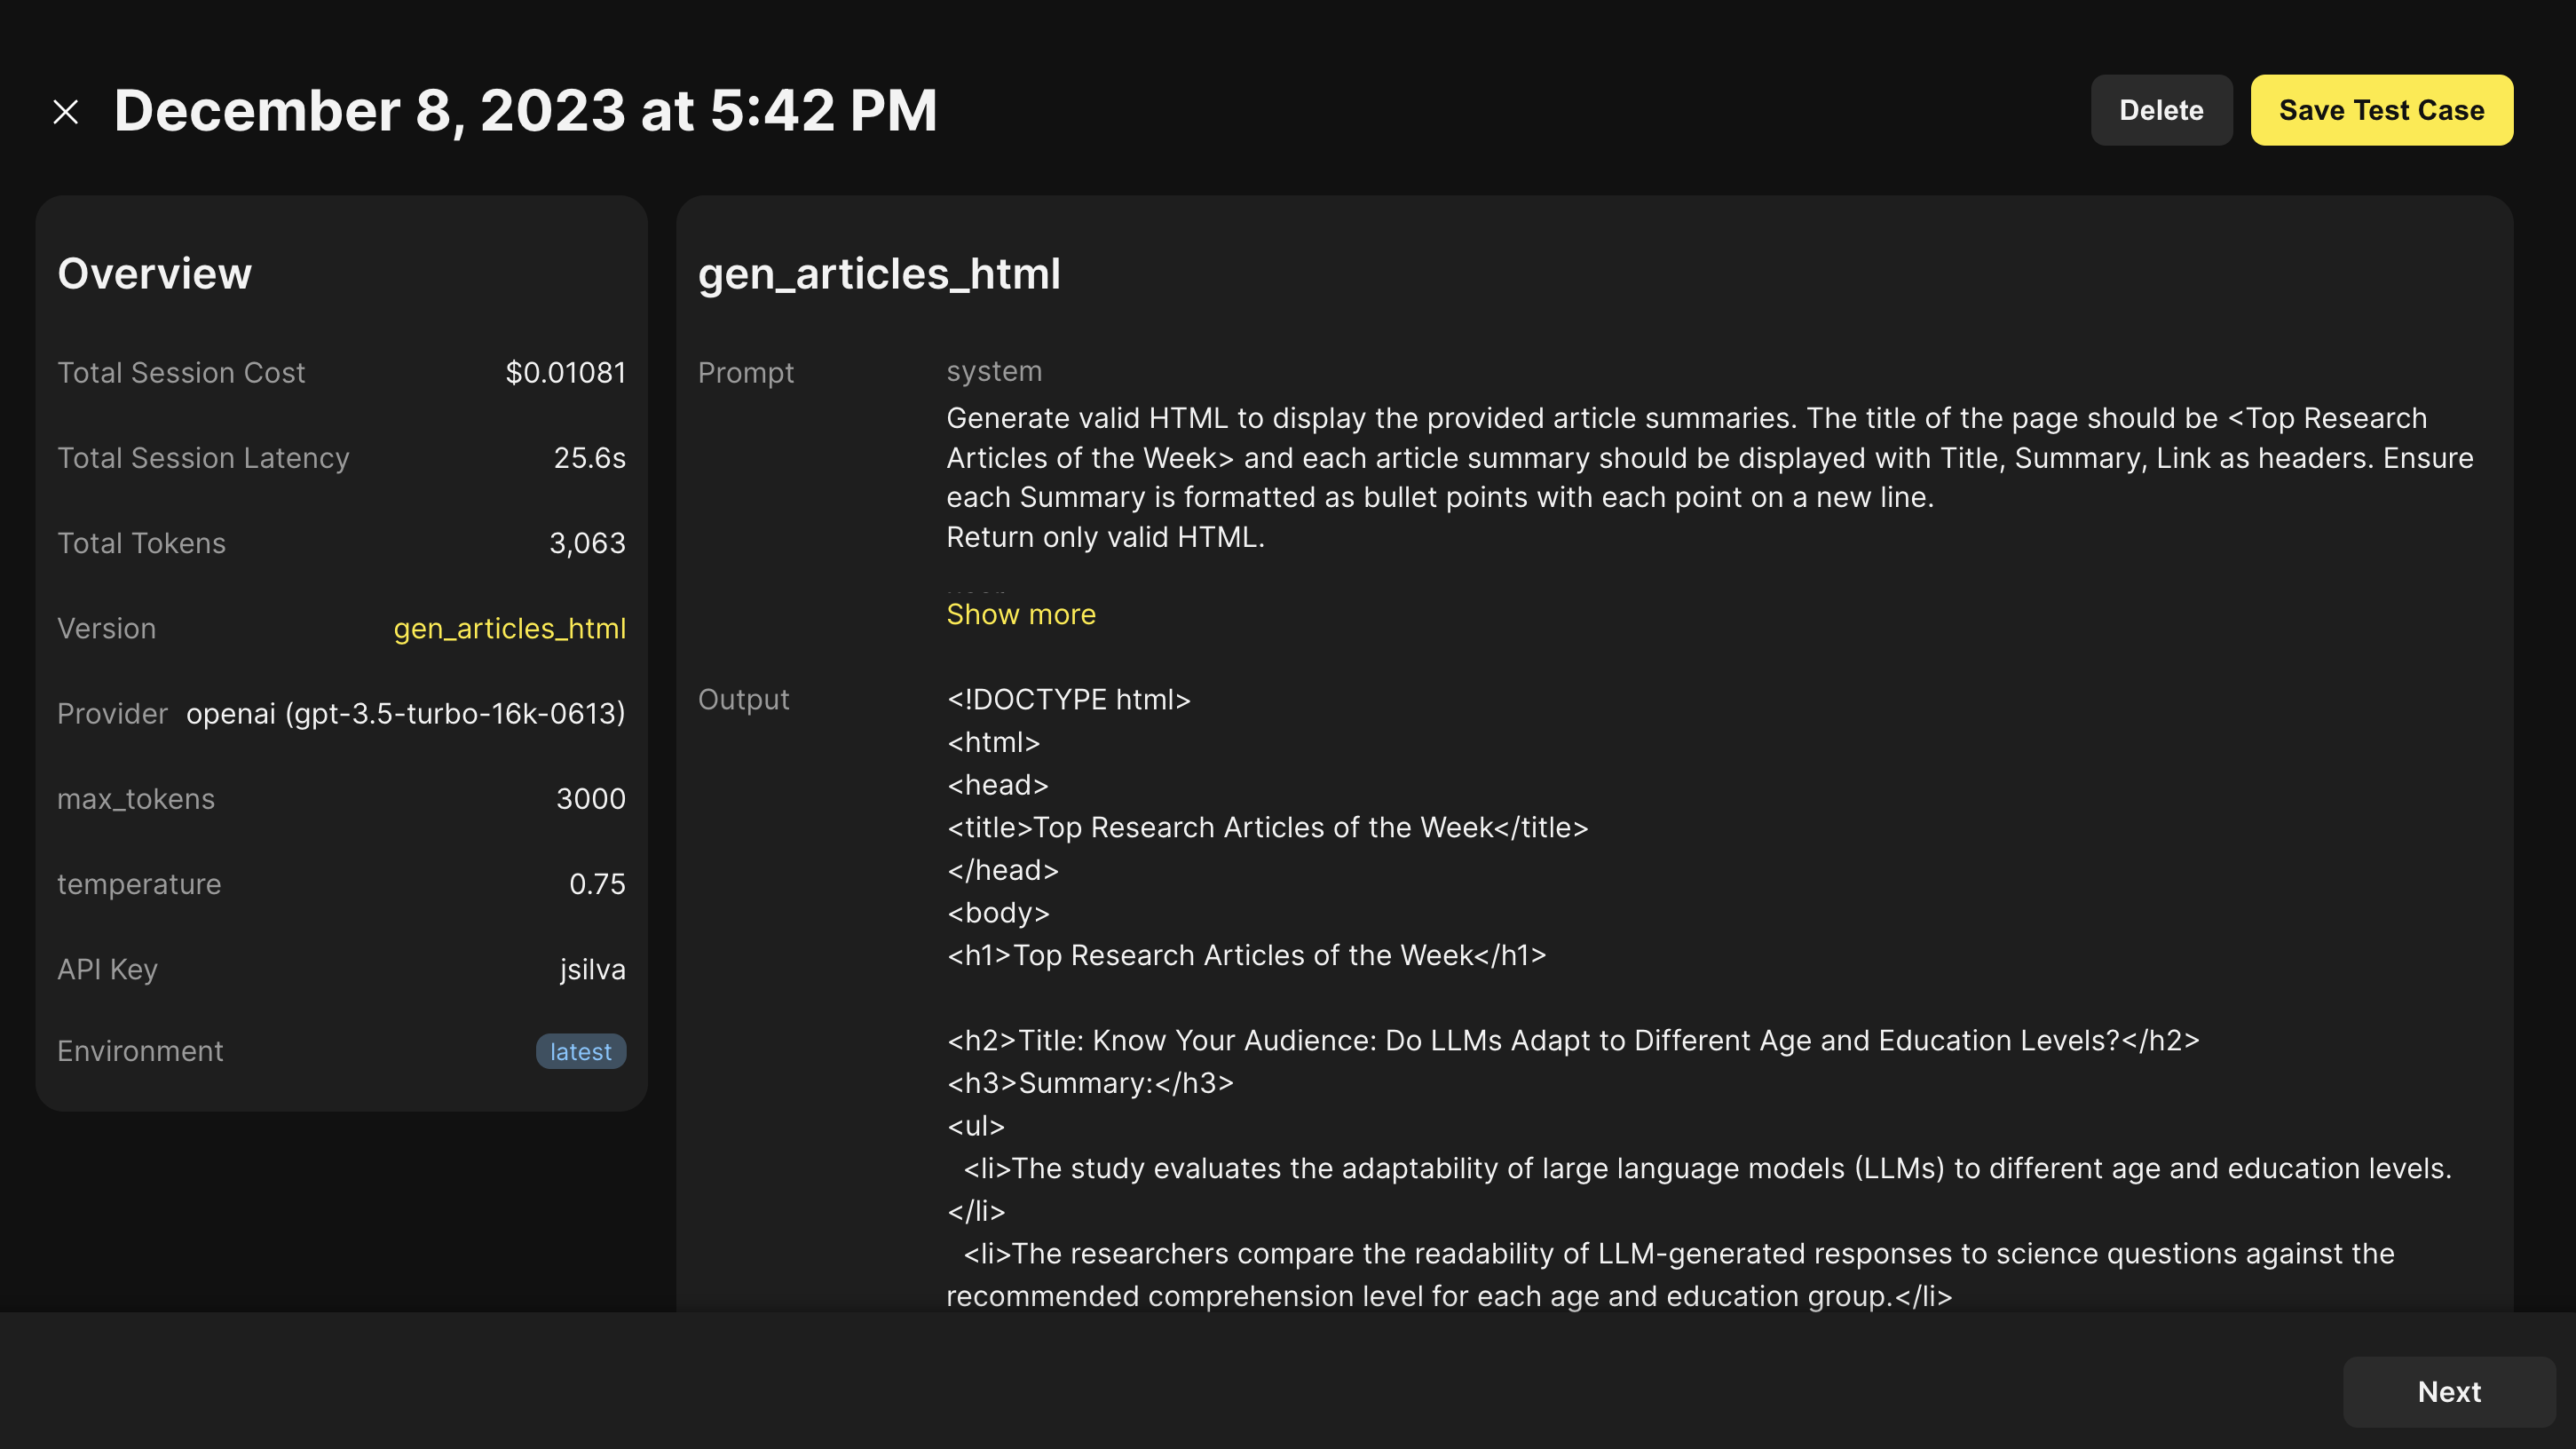 December 8, 2023 at 5:42 PM
Delete
Save Test Case
Overview
Total Session Cost $0.01081
Total Session Latency 25.6s
Total Tokens 3,063
Version gen_articles_html
Provider openai (gpt-3.5-turbo-16k-0613)
max_tokens 3000
temperature 0.75
API Key jsilva
Environment latest
gen_articles_html
Prompt
system
Generate valid HTML to display the provided article summaries. The title of the page should be <Top Research
Articles of the Week> and each article summary should be displayed with Title, Summary, Link as headers. Ensure
each Summary is formatted as bullet points with each point on a new line.
Return only valid HTML.
Show more
Output
<!DOCTYPE html>
<html>
<head>
<title>Top Research Articles of the Week</title>
</head>
<body>
<h1>Top Research Articles of the Week</h1>
<h2>Title: Know Your Audience: Do LLMs Adapt to Different Age and Education Levels?</h2>
<h3>Summary:</h3>
<ul>
<li>The study evaluates the adaptability of large language models (LLMs) to different age and education levels.
</li>
<li>The researchers compare the readability of LLM-generated responses to science questions against the
recommended comprehension level for each age and education group.</li>
Next